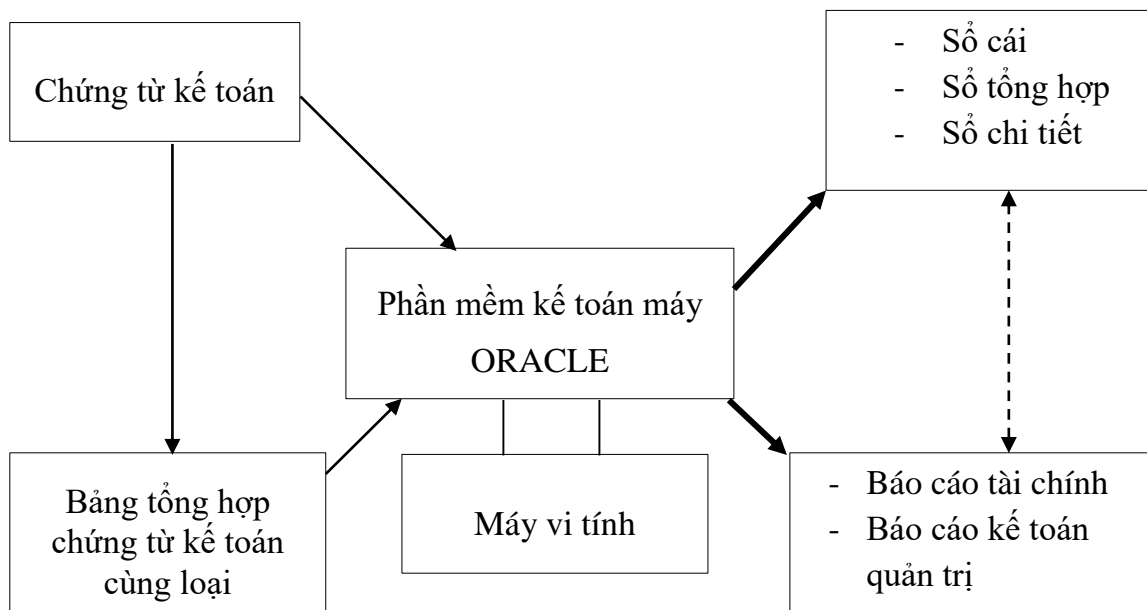 Chứng từ kế toán
- Sổ cái
- Sổ tổng hợp
- Sổ chi tiết
Phần mềm kế toán máy
ORACLE
Bảng tổng hợp
chứng từ kế toán
cùng loại
Máy vi tính
- Báo cáo tài chính
- Báo cáo kế toán
quản trị